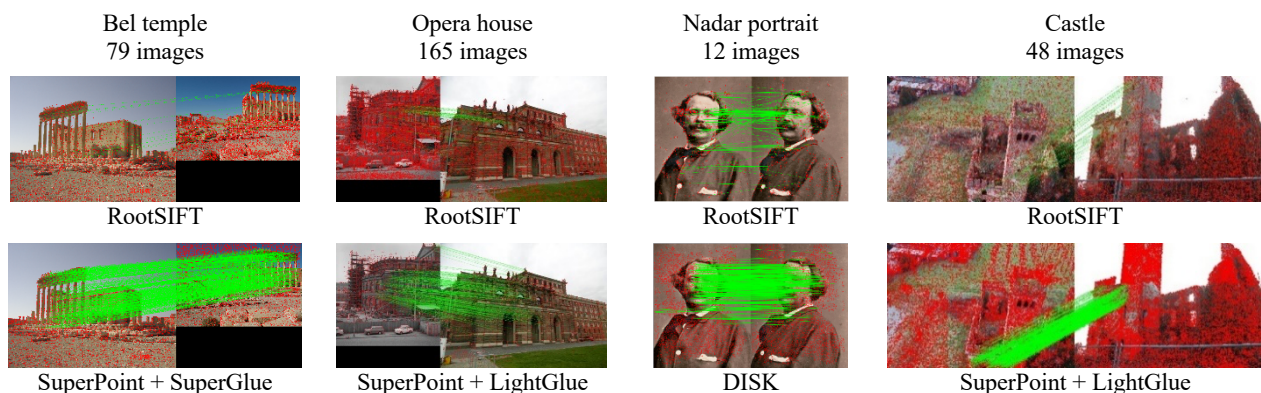 Bel temple
79 images
Opera house
165 images
Nadar portrait
12 images
Castle
48 images
RootSIFT
RootSIFT
RootSIFT
RootSIFT
SuperPoint + SuperGlue
SuperPoint + LightGlue
DISK
SuperPoint + LightGlue